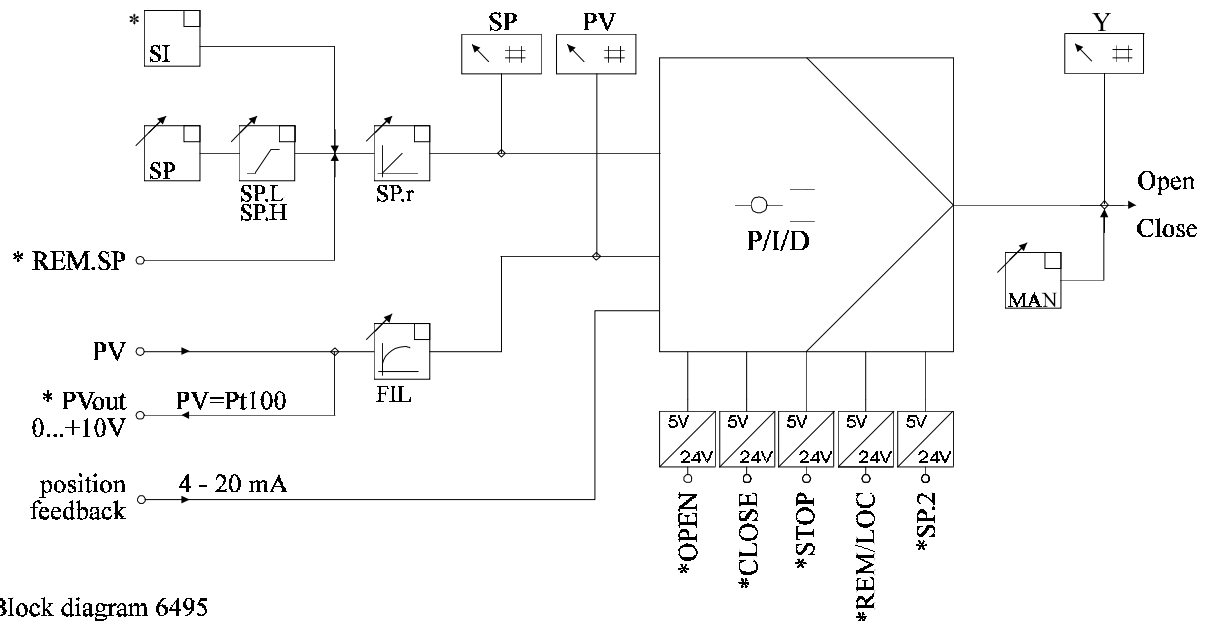 SP PV Y
*
SI
SP
SP.L
SP.H
SP.r
Open
P/I/D
Close
* REM.SP
MAN
PV
FIL
* PVout PV=Pt100
0...+10V
5V 5V 5V 5V 5V
24V 24V 24V 24V 24V
position 4 - 20 mA
feedback
*OPEN
*CLOSE
*STOP
*REM/LOC
*SP.2
Block diagram 6495